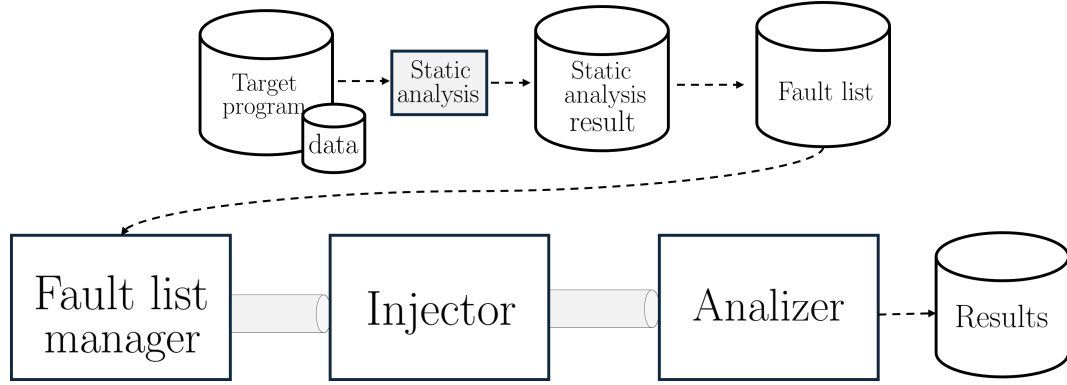 Target
program
data
Static
analysis
Static
analysis
result
Fault list
Fault list
manager
Injector
Analizer
Results